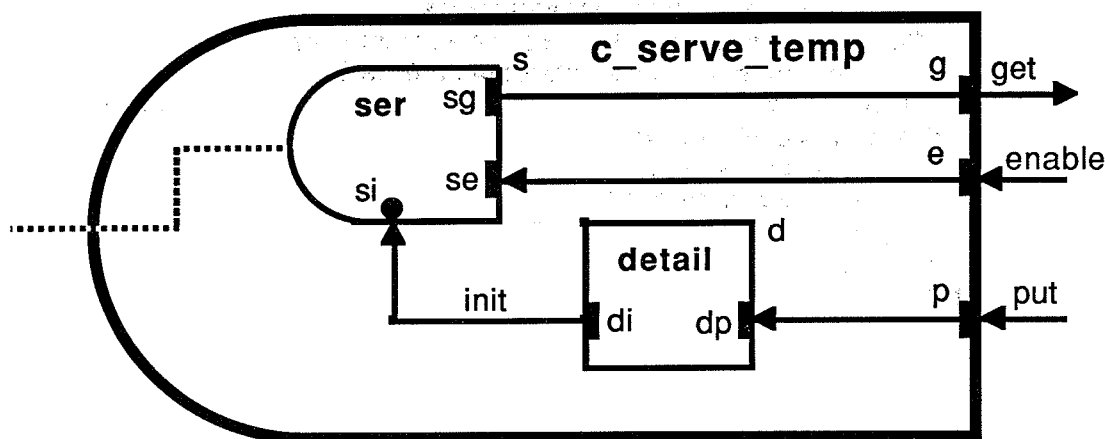 c_serve_temp
s
g
get
ser
sg
e
enable
si
se
d
detail
p
put
init
di
dp